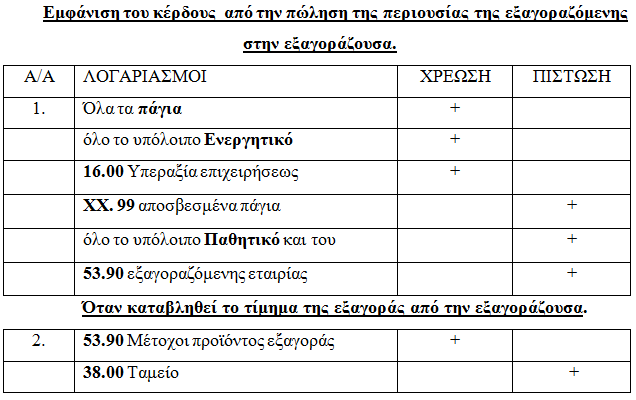 Εμφάνιση του κέρδους από την πώληση της περιουσίας της εξαγοραζόμενης
στην εξαγοράζουσα.
Α/Α ΛΟΓΑΡΙΑΣΜΟΙ ΧΡΕΩΣΗ ΠΙΣΤΩΣΗ
1. Όλα τα πάγια +
όλο το υπόλοιπο Ενεργητικό +
16.00 Υπεραξία επιχειρήσεως +
ΧΧ. 99 αποσβεσμένα πάγια +
όλο το υπόλοιπο Παθητικό και του +
53.90 εξαγοραζόμενης εταιρίας +
Όταν καταβληθεί το τίμημα της εξαγοράς από την εξαγοράζουσα.
2. 53.90 Μέτοχοι προϊόντος εξαγοράς +
38.00 Ταμείο +